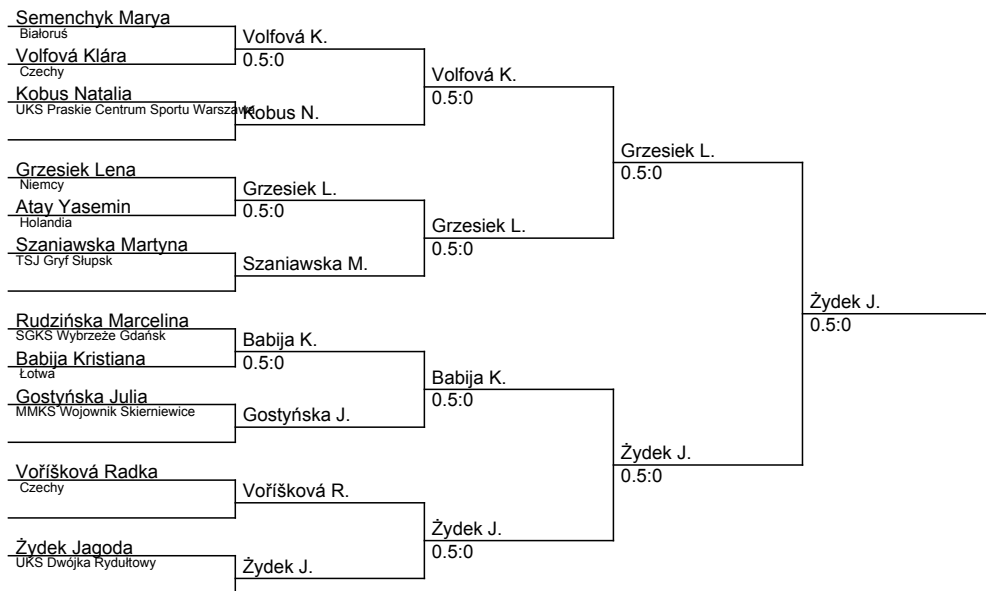 Semenchyk Marya
Białoruś
Volfová Klára
Czechy
Kobus Natalia
UKS Praskie Centrum Sportu Warszawa
Grzesiek Lena
Niemcy
Atay Yasemin
Holandia
Szaniawska Martyna
TSJ Gryf Słupsk
Rudzińska Marcelina
SGKS Wybrzeże Gdańsk
Babija Kristiana
Łotwa
Gostyńska Julia
MMKS Wojownik Skierniewice
Voříšková Radka
Czechy
Żydek Jagoda
UKS Dwójka Rydułtowy
Volfová K.
0.5:0
Kobus N.
Grzesiek L.
0.5:0
Szaniawska M.
Babija K.
0.5:0
Gostyńska J.
Voříšková R.
Żydek J.
Volfová K.
0.5:0
Grzesiek L.
0.5:0
Babija K.
0.5:0
Żydek J.
0.5:0
Grzesiek L.
0.5:0
Żydek J.
0.5:0
Żydek J.
0.5:0